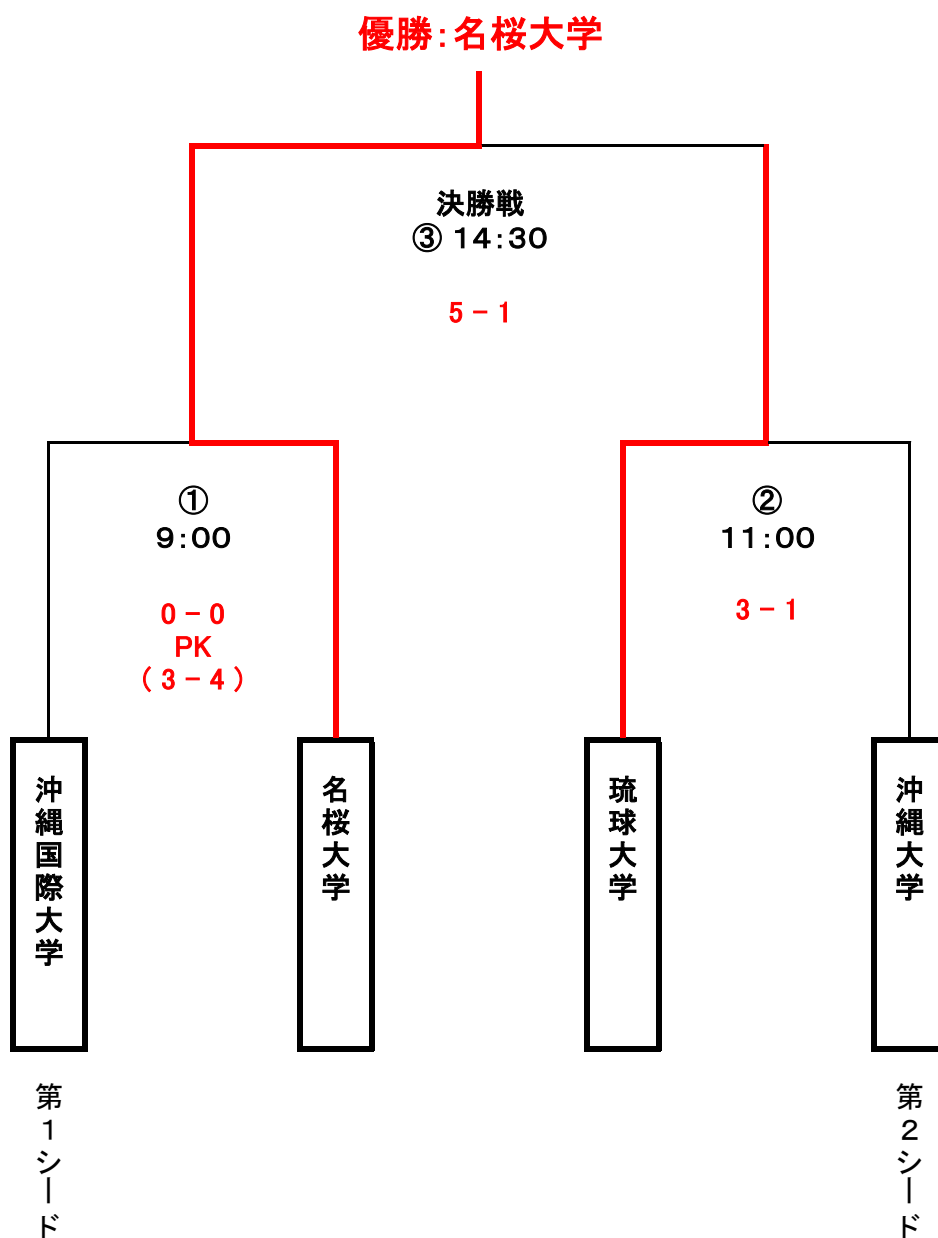 優勝：名桜大学
決勝戦
③ 14：30
5 － 1
①
9：00
0 － 0
PK
（ 3 － 4 ）
②
11：00
3 － 1
沖縄国際大学
名桜大学
琉球大学
沖縄大学
第1シード
第2シード